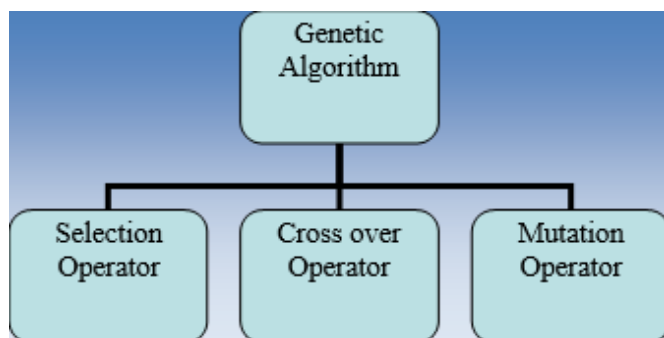 Genetic
Algorithm
Selection
Operator
Cross over
Operator
Mutation
Operator